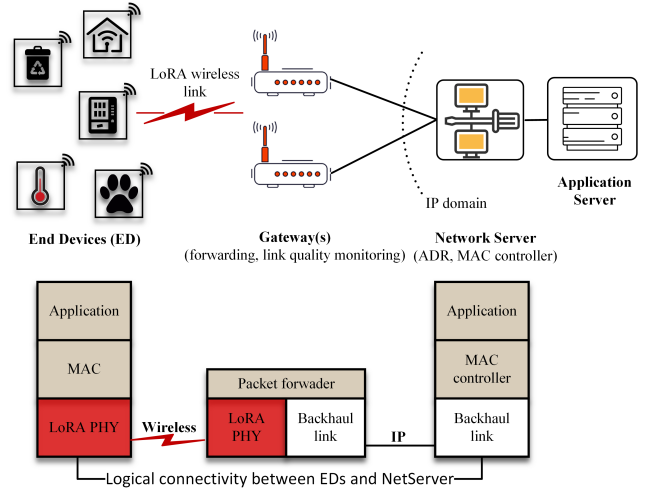 LoRA wireless
link
IP domain
Application
Server
End Devices (ED)
Gateway(s)
(forwarding, link quality monitoring)
Network Server
(ADR, MAC controller)
Application
MAC
LoRA PHY
Wireless
Packet forwader
LoRA
PHY
Backhaul
link
IP
Application
MAC
controller
Backhaul
link
Logical connectivity between EDs and NetServer